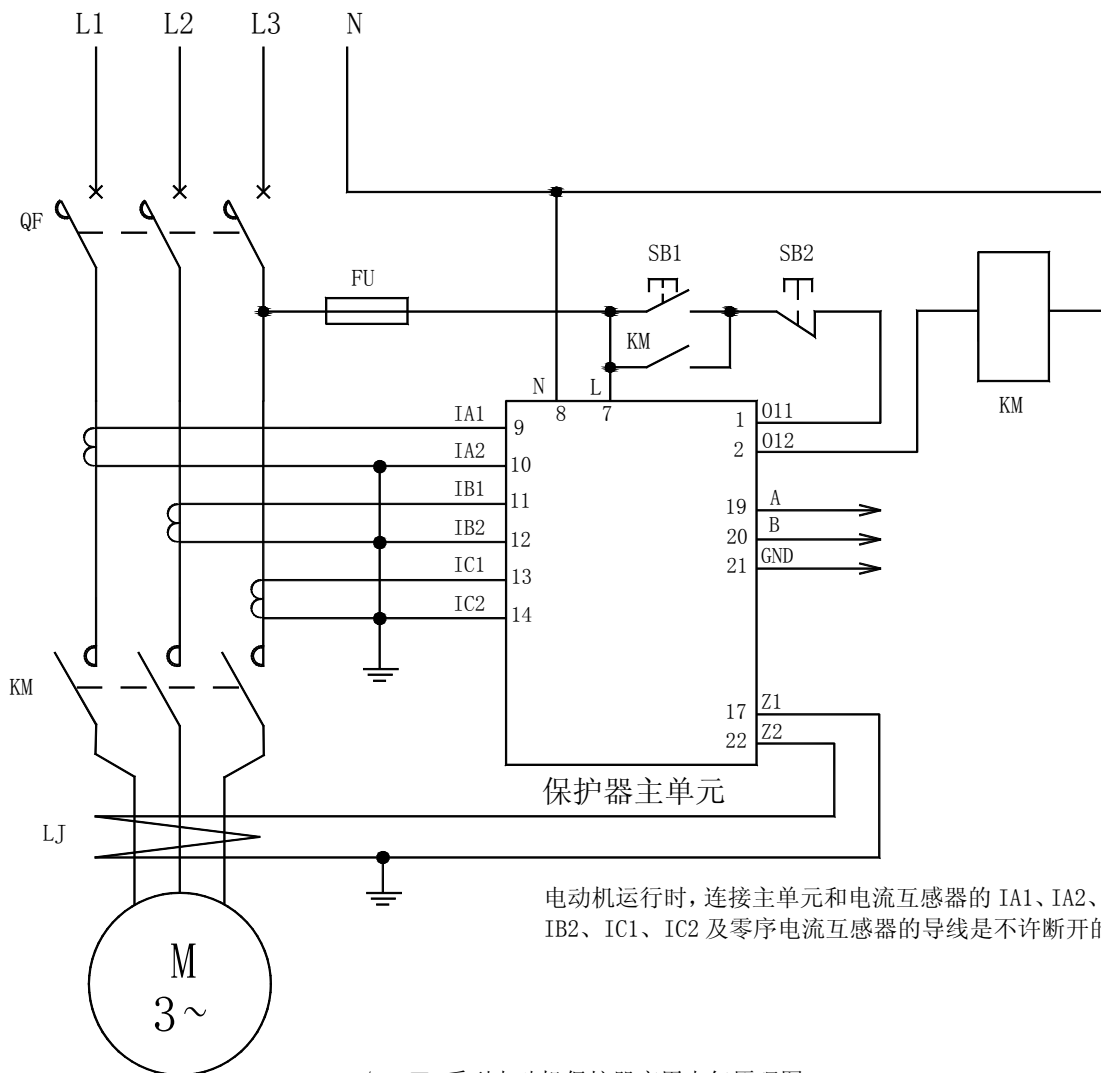 L1 L2 L3 N
QF
SB1 SB2
FU
KM
KM
N L
8 7
IA1 9
IA2 10
IB1 11
IB2 12
IC1 13
IC2 14
1 O11
2 O12
19 A
20 B
21 GND
KM
17 Z1
22 Z2
保护器主单元
LJ
电动机运行时,连接主单元和电流互感器的 IA1、IA2、
IB2、IC1、IC2 及零序电流互感器的导线是不许断开的
M
3~